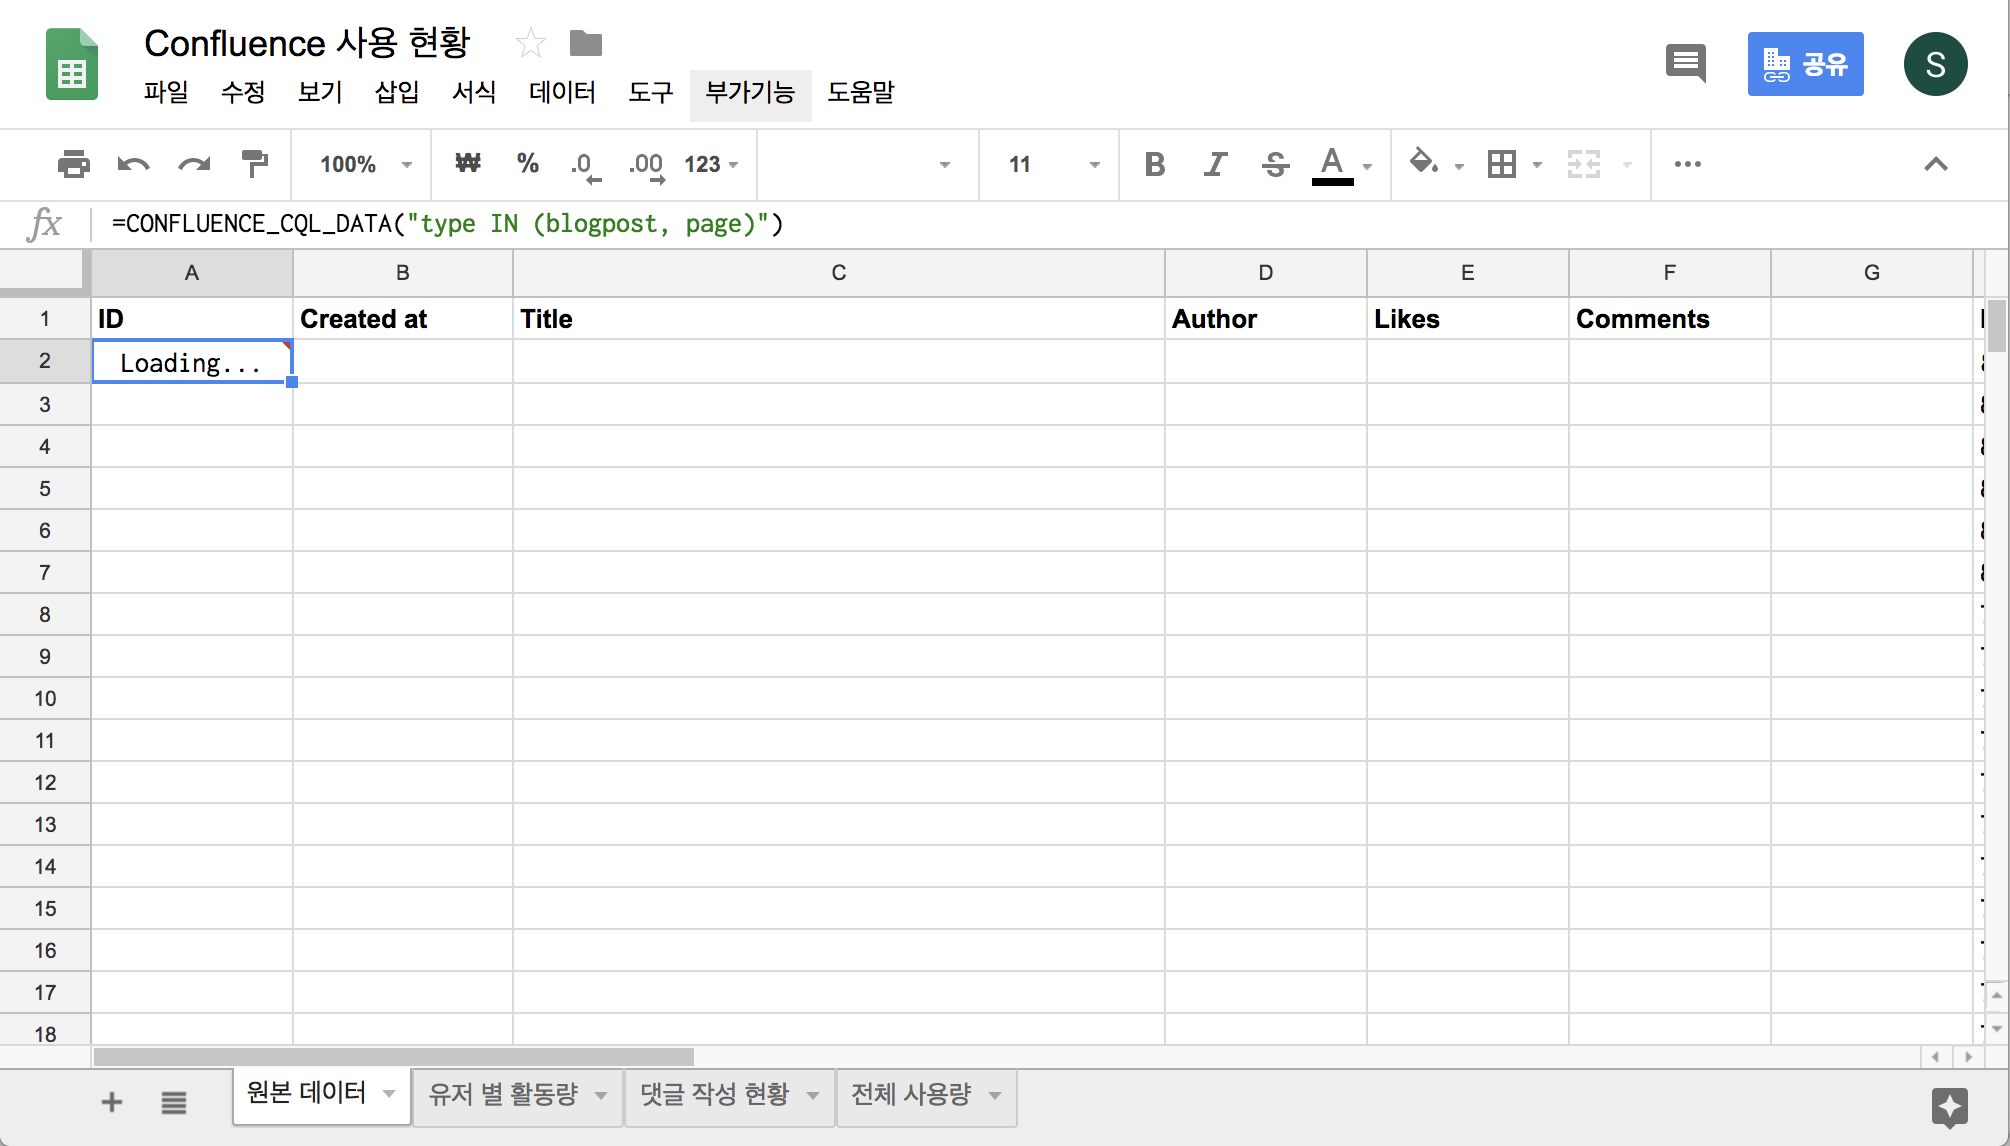 Confluence 사용 현황
파일 수정 보기 삽입 서식 데이터 도구 부가기능 도움말
공유
S
100% ₩ % .0 .00 123 11 B I S A
fx =CONFLUENCE_CQL_DATA("type IN (blogpost, page)")
A B C D E F G
1 ID Created at Title Author Likes Comments
2 Loading...
3
4
5
6
7
8
9
10
11
12
13
14
15
16
17
18
원본 데이터 유저 별 활동량 댓글 작성 현황 전체 사용량